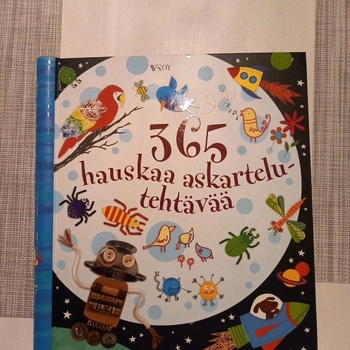 WSOY
365
hauskaa askartelu-
tehtävää